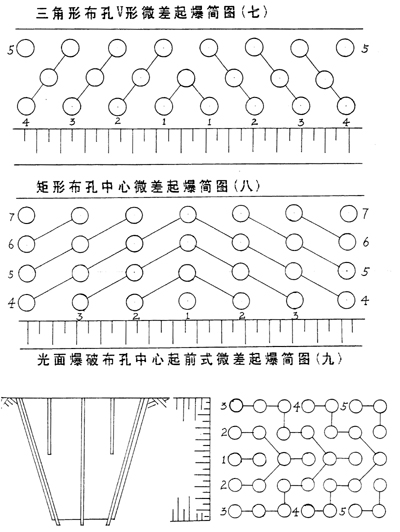 三角形布孔V形微差起爆简图(七)
5 5
4 3 2 1 1 2 3 4
矩形布孔中心微差起爆简图(八)
7 7
6 6
5 5
4 4
3 2 1 2 3
光面爆破布孔中心起前式微差起爆简图(九)
3 4 5
2
1
2
3 4 5